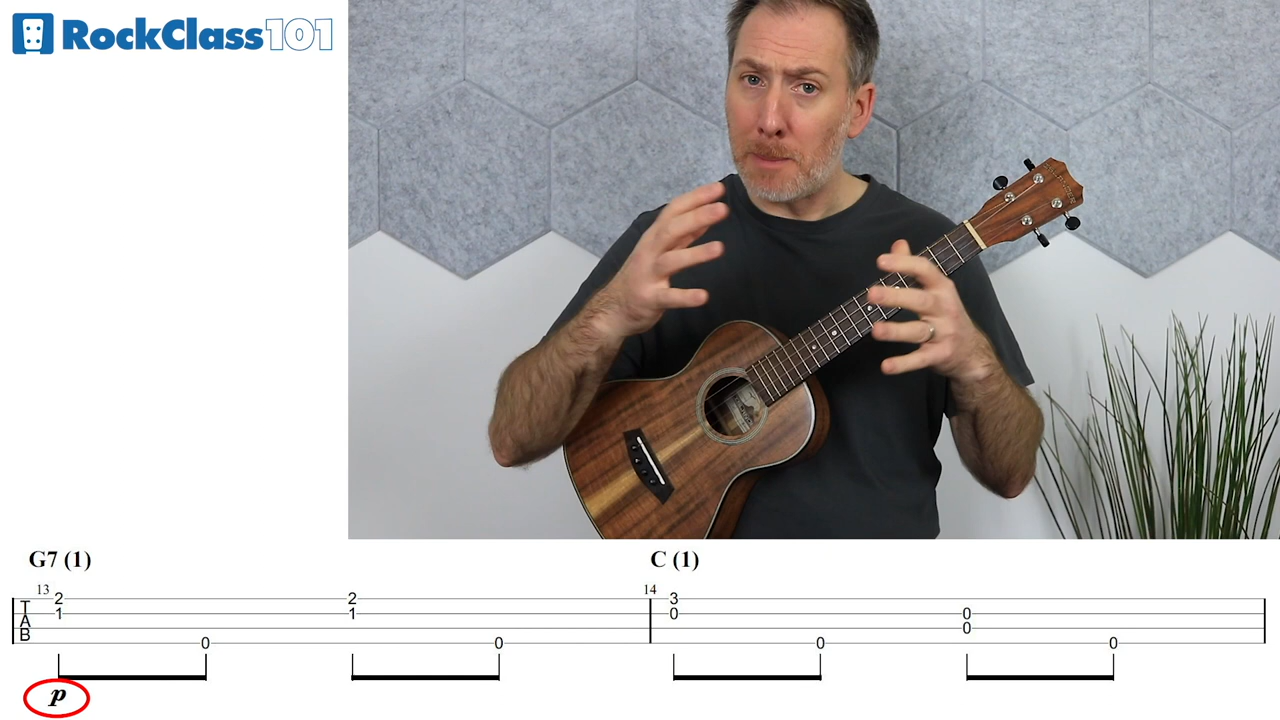 RockClass101
G7 (1)
C (1)
13
14
T
A
B
2 2 3
1 1 0 0
0
0 0 0 0
p